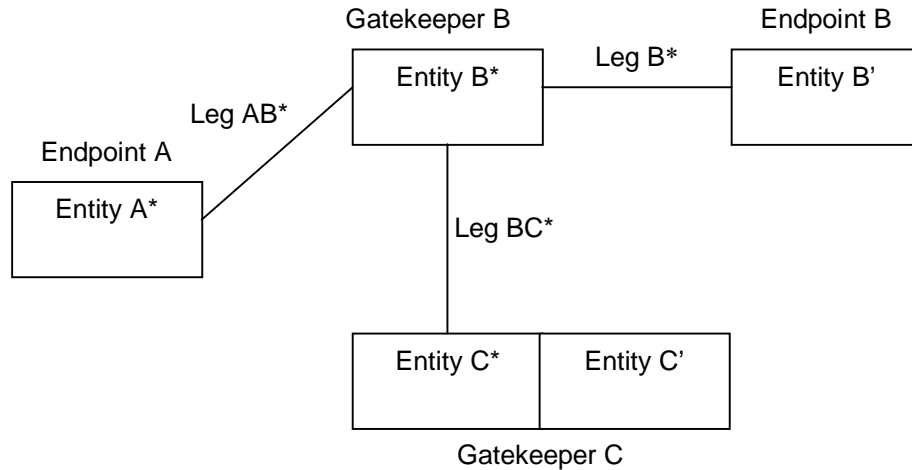 Gatekeeper B
Endpoint B
Entity B*
Leg B*
Entity B’
Leg AB*
Endpoint A
Entity A*
Leg BC*
Entity C*
Entity C’
Gatekeeper C